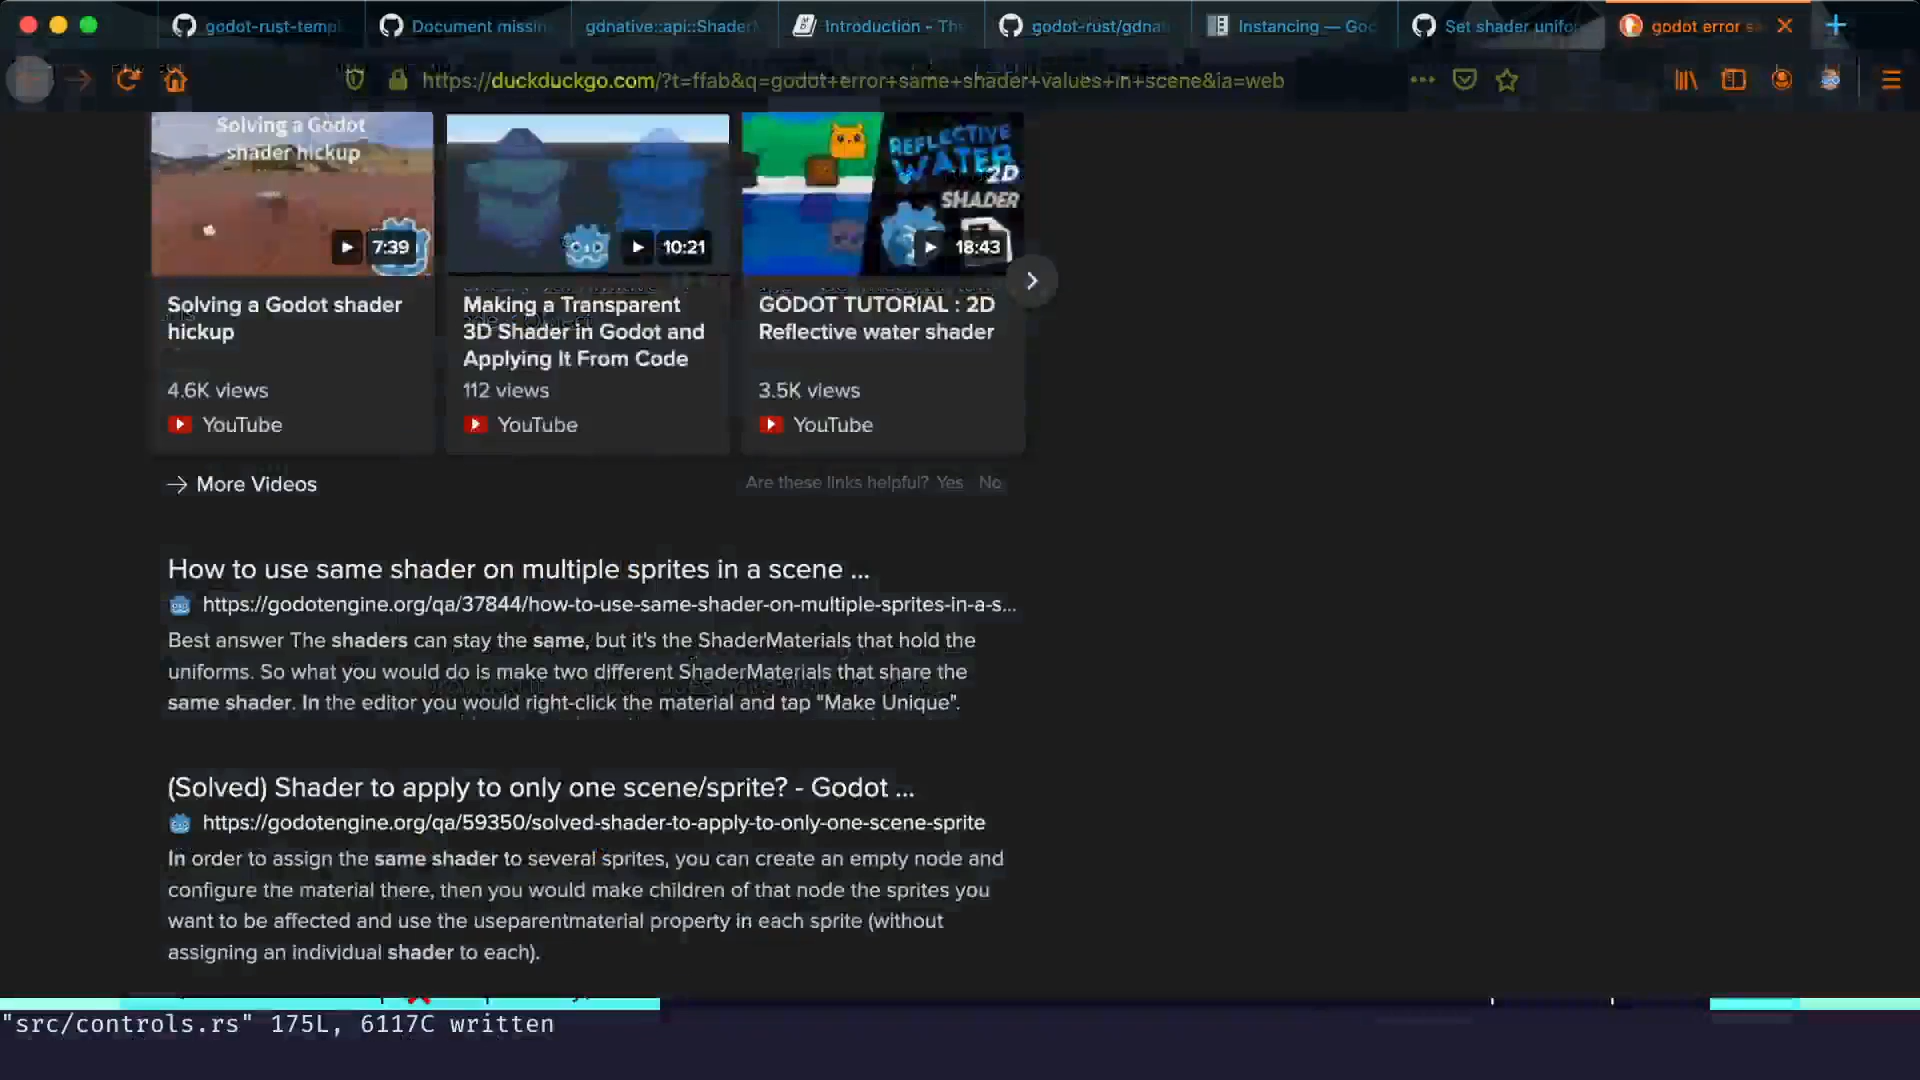 godot-rust-templ
Document missin
gdnative::api::Shader
Introduction - Th
godot-rust/gdna
Instancing — Goc
Set shader unifo
godot error s
https://duckduckgo.com/?t=ffab&q=godot+error+same+shader+values+in+scene&ia=web
Solving a Godot
shader hickup
7:39
10:21
REFLECTIVE
WATER
2D
SHADER
18:43
Solving a Godot shader
hickup
4.6K views
YouTube
Making a Transparent
3D Shader in Godot and
Applying It From Code
112 views
YouTube
GODOT TUTORIAL : 2D
Reflective water shader
3.5K views
YouTube
More Videos
Are these links helpful? Yes No
How to use same shader on multiple sprites in a scene ...
https://godotengine.org/qa/37844/how-to-use-same-shader-on-multiple-sprites-in-a-s...
Best answer The shaders can stay the same, but it's the ShaderMaterials that hold the
uniforms. So what you would do is make two different ShaderMaterials that share the
same shader. In the editor you would right-click the material and tap "Make Unique".
(Solved) Shader to apply to only one scene/sprite? - Godot ...
https://godotengine.org/qa/59350/solved-shader-to-apply-to-only-one-scene-sprite
In order to assign the same shader to several sprites, you can create an empty node and
configure the material there, then you would make children of that node the sprites you
want to be affected and use the useparentmaterial property in each sprite (without
assigning an individual shader to each).
"src/controls.rs" 175L, 6117C written